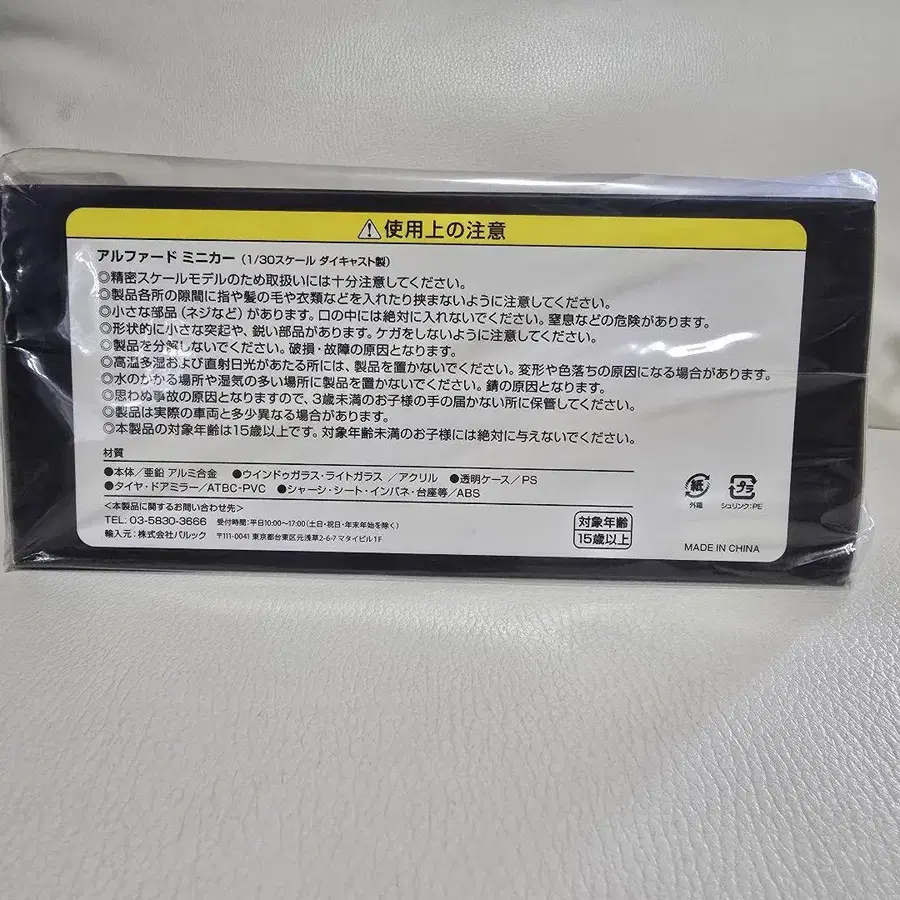 ⚠使用上の注意
アルファード ミニカー（1/30スケール ダイキャスト製）
◎精密スケールモデルのため取扱いには十分注意してください。
◎製品各所の隙間に指や髪の毛や衣類などを入れたり挟まないように注意してください。
◎小さな部品（ネジなど）があります。口の中には絶対に入れないでください。窒息などの危険があります。
◎形状的に小さな突起や、鋭い部品があります。ケガをしないように注意してください。
◎製品を分解しないでください。破損・故障の原因となります。
◎高温多湿および直射日光があたる所には、製品を置かないでください。変形や色落ちの原因になる場合があります。
◎水のかかる場所や湿気の多い場所に製品を置かないでください。錆の原因となります。
◎思わぬ事故の原因となりますので、3歳未満のお子様の手の届かない所に保管してください。
◎製品は実際の車両と多少異なる場合があります。
◎本製品の対象年齢は15歳以上です。対象年齢未満のお子様には絶対に与えないでください。
材質
●本体／亜鉛 アルミ合金 ●ウインドゥガラス・ライトガラス ／アクリル ●透明ケース／PS
●タイヤ・ドアミラー／ATBC-PVC ●シャーシ・シート・インパネ・台座等／ABS
＜本製品に関するお問い合わせ先＞
TEL: 03-5830-3666 受付時間：平日10:00〜17:00（土日・祝日・年末年始を除く）
輸入元：株式会社パルック 〒111-0041 東京都台東区元浅草2-6-7 マタイビル1F
対象年齢
15歳以上
紙
外箱
プラ
シュリンク：PE
MADE IN CHINA